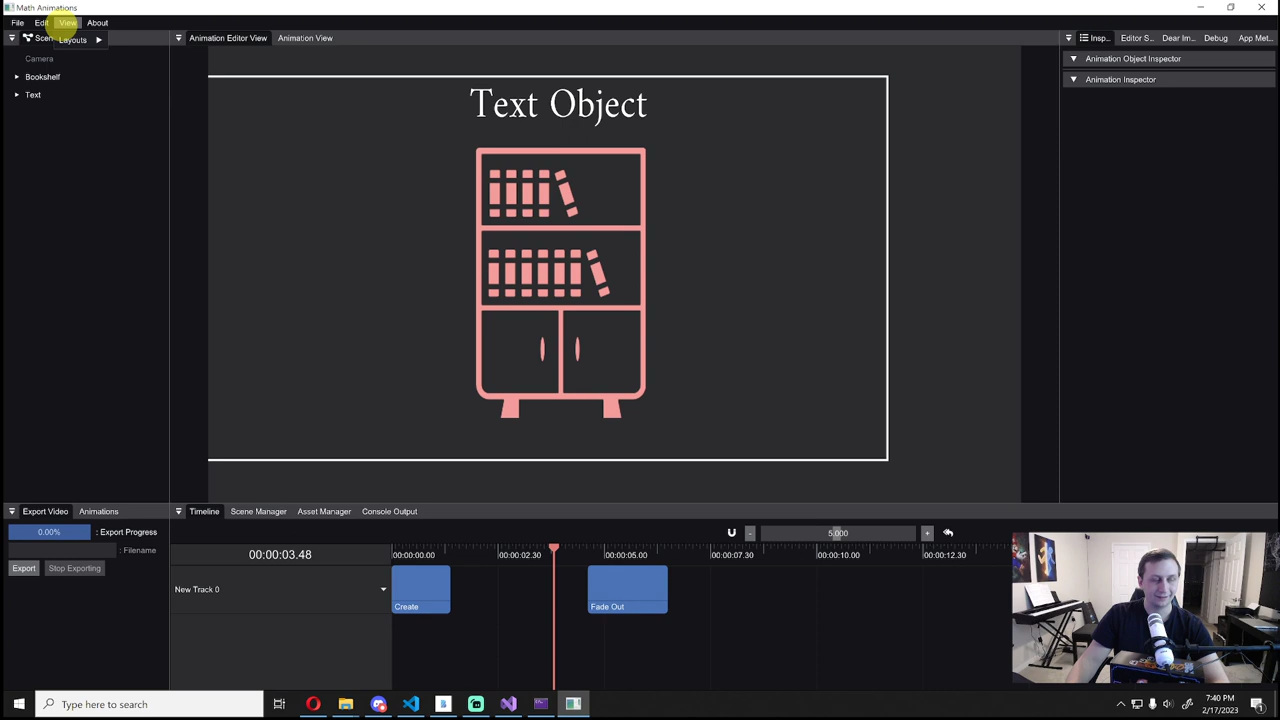 Math Animations
File Edit View About
Layouts
Scen
Camera
Bookshelf
Text
Animation Editor View Animation View
Text Object
Insp... Editor S... Dear Im... Debug App Met...
Animation Object Inspector
Animation Inspector
Export Video Animations
0.00% : Export Progress
: Filename
Export Stop Exporting
Timeline Scene Manager Asset Manager Console Output
- 5.000 +
00:00:03.48 00:00:00.00 00:00:02.50 00:00:05.00 00:00:07.50 00:00:10.00 00:00:12.50
New Track 0
Create Fade Out
Type here to search
7:40 PM
2/17/2023